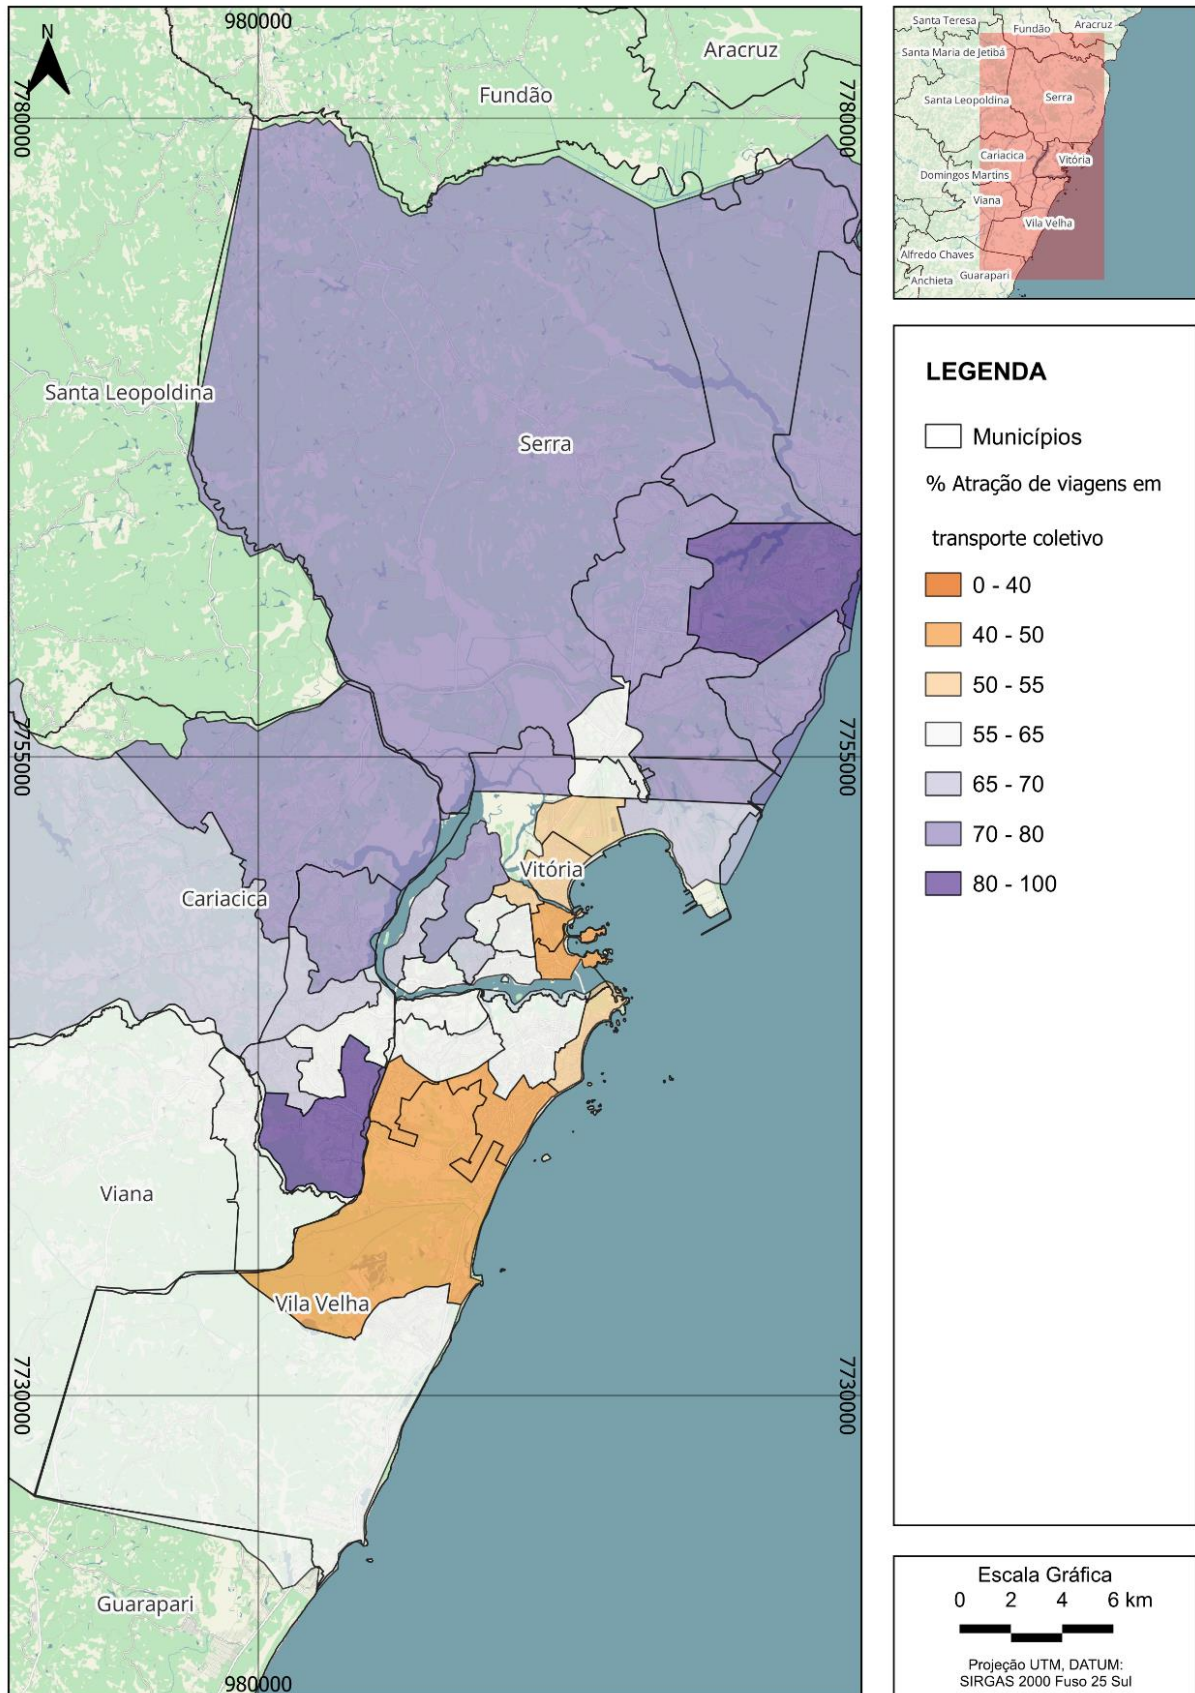 980000
N
Aracruz
Fundão
7780000
7780000
Santa Leopoldina
Serra
7755000
7755000
Vitória
Cariacica
Viana
Vila Velha
7730000
7730000
Guarapari
980000
Santa Teresa
Fundão
Aracruz
Santa Maria de Jetibá
Santa Leopoldina
Serra
Cariacica
Vitória
Domingos Martins
Viana
Vila Velha
Alfredo Chaves
Guarapari
Anchieta
LEGENDA
Municípios
% Atração de viagens em
transporte coletivo
0 - 40
40 - 50
50 - 55
55 - 65
65 - 70
70 - 80
80 - 100
Escala Gráfica
0 2 4 6 km
Projeção UTM, DATUM:
SIRGAS 2000 Fuso 25 Sul